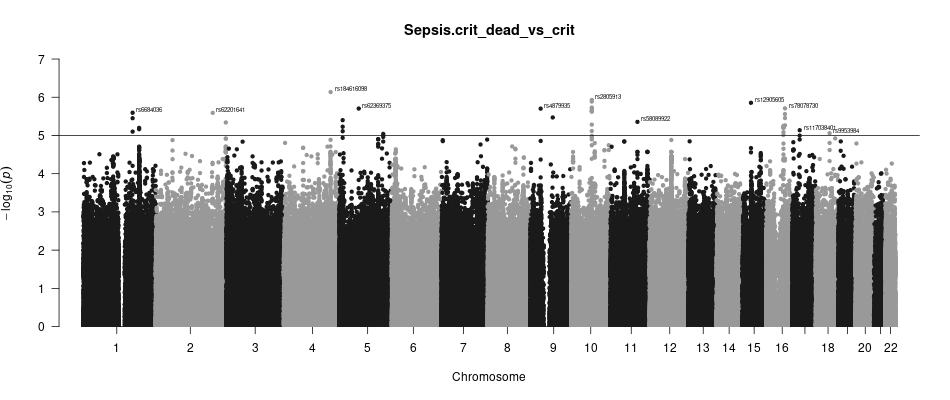 Sepsis.crit_dead_vs_crit
7
6
5
4
3
2
1
0
−log10(p)
rs6684036
rs62201641
rs184616098
rs62369375
rs4879935
rs2805913
rs58089922
rs12905605
rs78078730
rs11703840
rs9953984
1 2 3 4 5 6 7 8 9 10 11 12 13 14 15 16 18 20 22
Chromosome